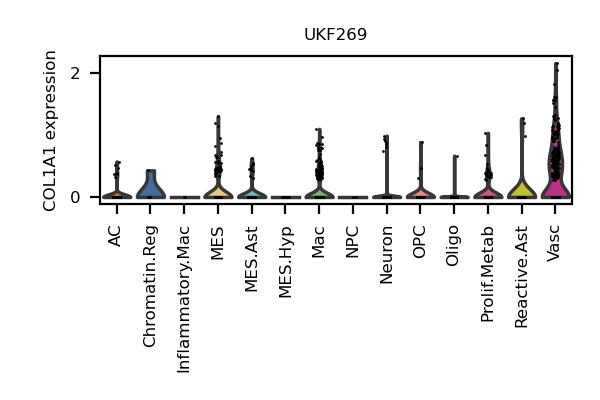 UKF269
COL1A1 expression
2
0
AC
Chromatin.Reg
Inflammatory.Mac
MES
MES.Ast
MES.Hyp
Mac
NPC
Neuron
OPC
Oligo
Prolif.Metab
Reactive.Ast
Vasc